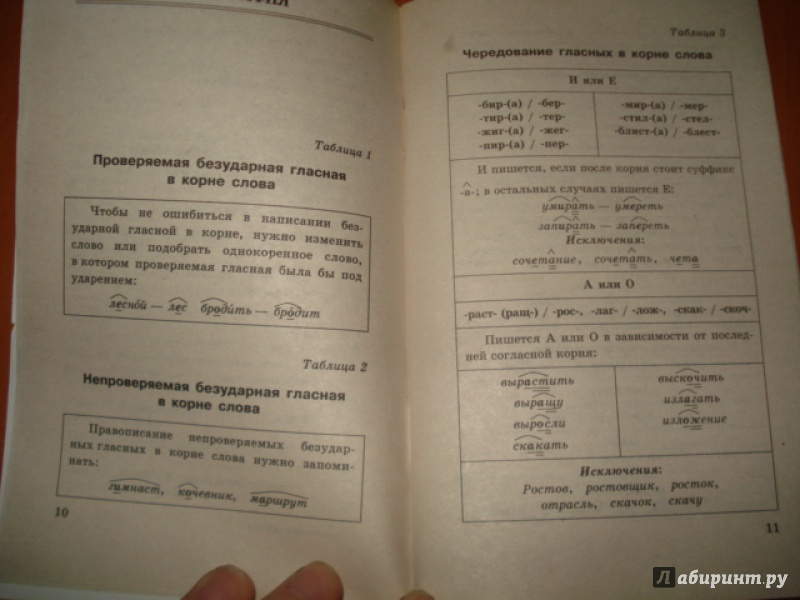 Таблица 1
Проверяемая безударная гласная
в корне слова
Чтобы не ошибиться в написании без-
ударной гласной в корне, нужно изменить
слово или подобрать однокоренное слово,
в котором проверяемая гласная была бы под
ударением:
лесно́й — лес броди́ть — бро́дит
Таблица 2
Непроверяемая безударная гласная
в корне слова
Правописание непроверяемых безудар-
ных гласных в корне слова нужно запоми-
нать:
гимнаст, кочевник, маршрут
10
Таблица 3
Чередование гласных в корне слова
И или Е
-бир-(а) / -бер-
-тир-(а) / -тер-
-жиг-(а) / -жег-
-пир-(а) / -пер-
-мир-(а) / -мер-
-стил-(а) / -стел-
-блист-(а) / -блест-
И пишется, если после корня стоит суффикс
-а-; в остальных случаях пишется Е:
умирать — умереть
запирать — запереть
Исключения:
сочетание, сочетать, чета
А или О
-раст- (ращ-) / -рос-, -лаг- / -лож-, -скак- / -скоч-
Пишется А или О в зависимости от послед-
ней согласной корня:
вырастить
выращу
выросли
скакать
выскочить
излагать
изложение
Исключения:
Ростов, ростовщик, росток,
отрасль, скачок, скачу
11
Лабиринт.ру